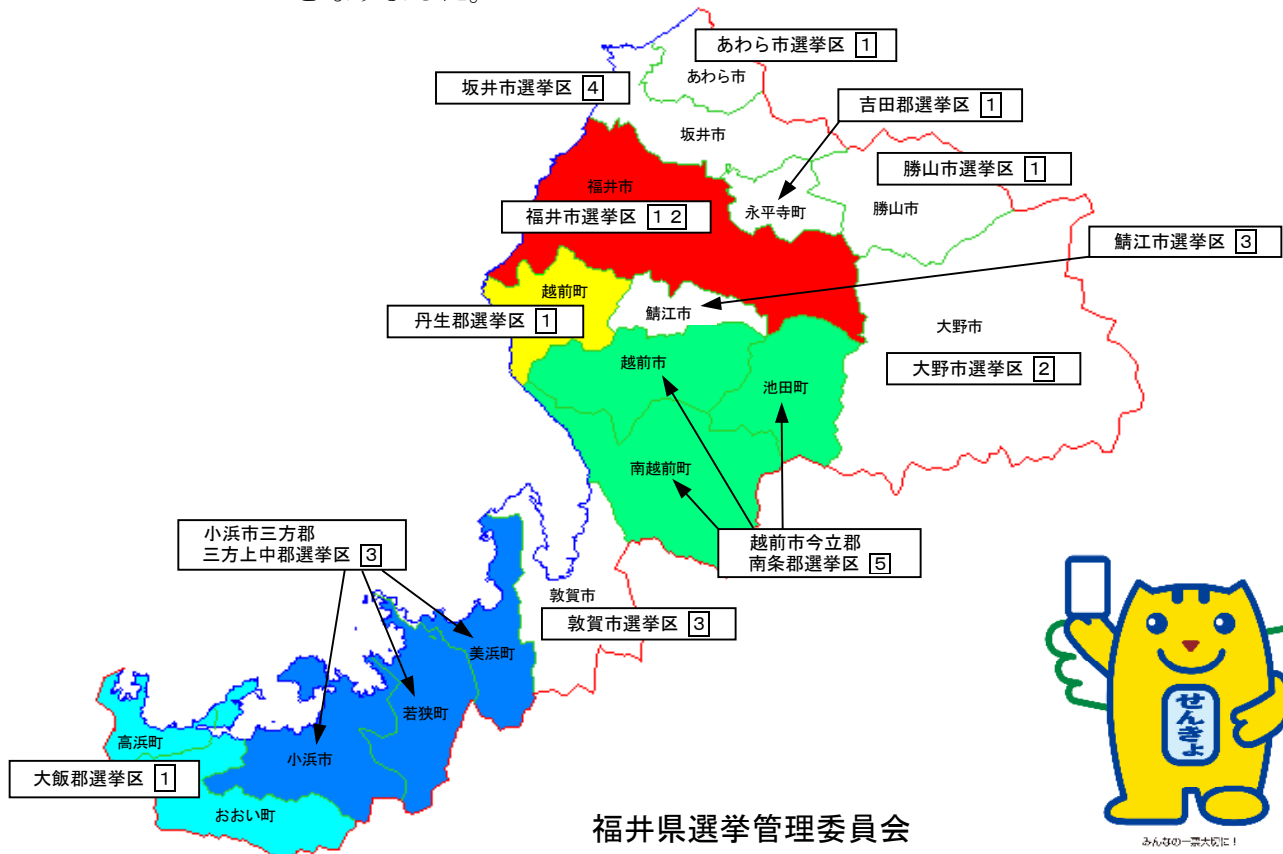 となりました。
あわら市選挙区 1
あわら市
坂井市選挙区 4
吉田郡選挙区 1
坂井市
勝山市選挙区 1
福井市
福井市選挙区 12
永平寺町
勝山市
鯖江市選挙区 3
越前町
丹生郡選挙区 1
鯖江市
大野市
大野市選挙区 2
越前市
池田町
南越前町
小浜市三方郡
三方上中郡選挙区 3
越前市今立郡
南条郡選挙区 5
敦賀市
敦賀市選挙区 3
美浜町
若狭町
高浜町
小浜市
大飯郡選挙区 1
おおい町
せんきょ
福井県選挙管理委員会
みんなの一票大切に！